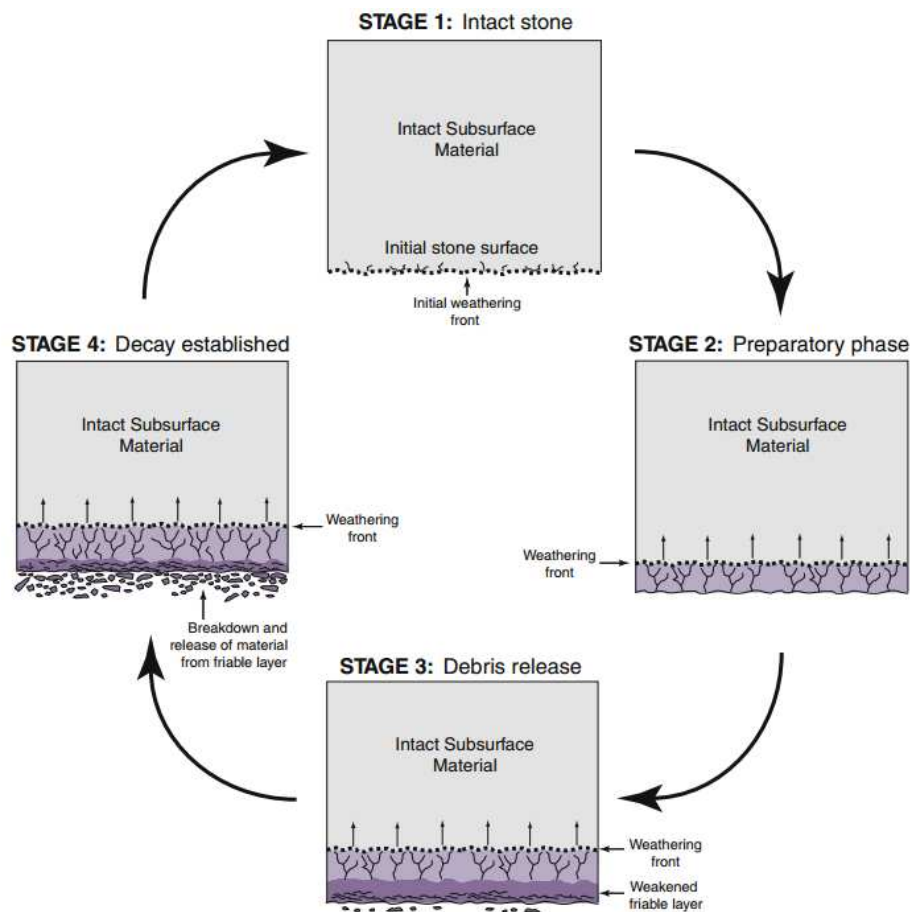 STAGE 1: Intact stone
Intact Subsurface
Material
Initial stone surface
Initial weathering
front
STAGE 2: Preparatory phase
Intact Subsurface
Material
Weathering
front
STAGE 3: Debris release
Intact Subsurface
Material
Weathering
front
Weakened
friable layer
STAGE 4: Decay established
Intact Subsurface
Material
Weathering
front
Breakdown and
release of material
from friable layer